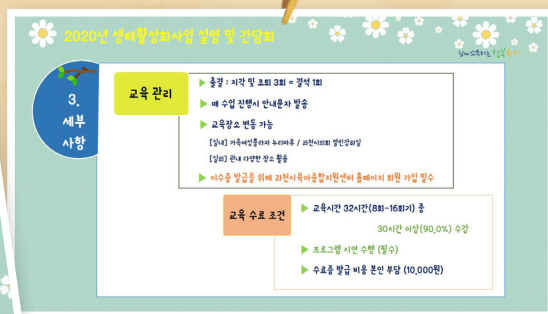 2020년 생태활성화사업 설명 및 간담회
함께 소통하는
3.
세부
사항
교육 관리
▶ 출결 : 지각 및 조퇴 3회 = 결석 1회
▶ 매 수업 진행시 안내문자 발송
▶ 교육장소 변동 가능
[실내] 가족여성플라자 누리마루 / 과천시의회 열린강좌실
[실외] 관내 다양한 장소 활용
▶ 이수증 발급을 위해 과천시육아종합지원센터 홈페이지 회원 가입 필수
교육 수료 조건
▶ 교육시간 32시간(8회~16회기) 중
30시간 이상(90.0%) 수강
▶ 프로그램 시연 수행 (필수)
▶ 수료증 발급 비용 본인 부담 (10,000원)